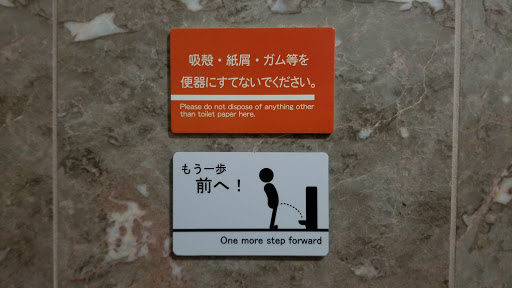 吸殻・紙屑・ガム等を
便器にすてないでください。
Please do not dispose of anything other
than toilet paper here.
もう一歩
前へ！
One more step forward